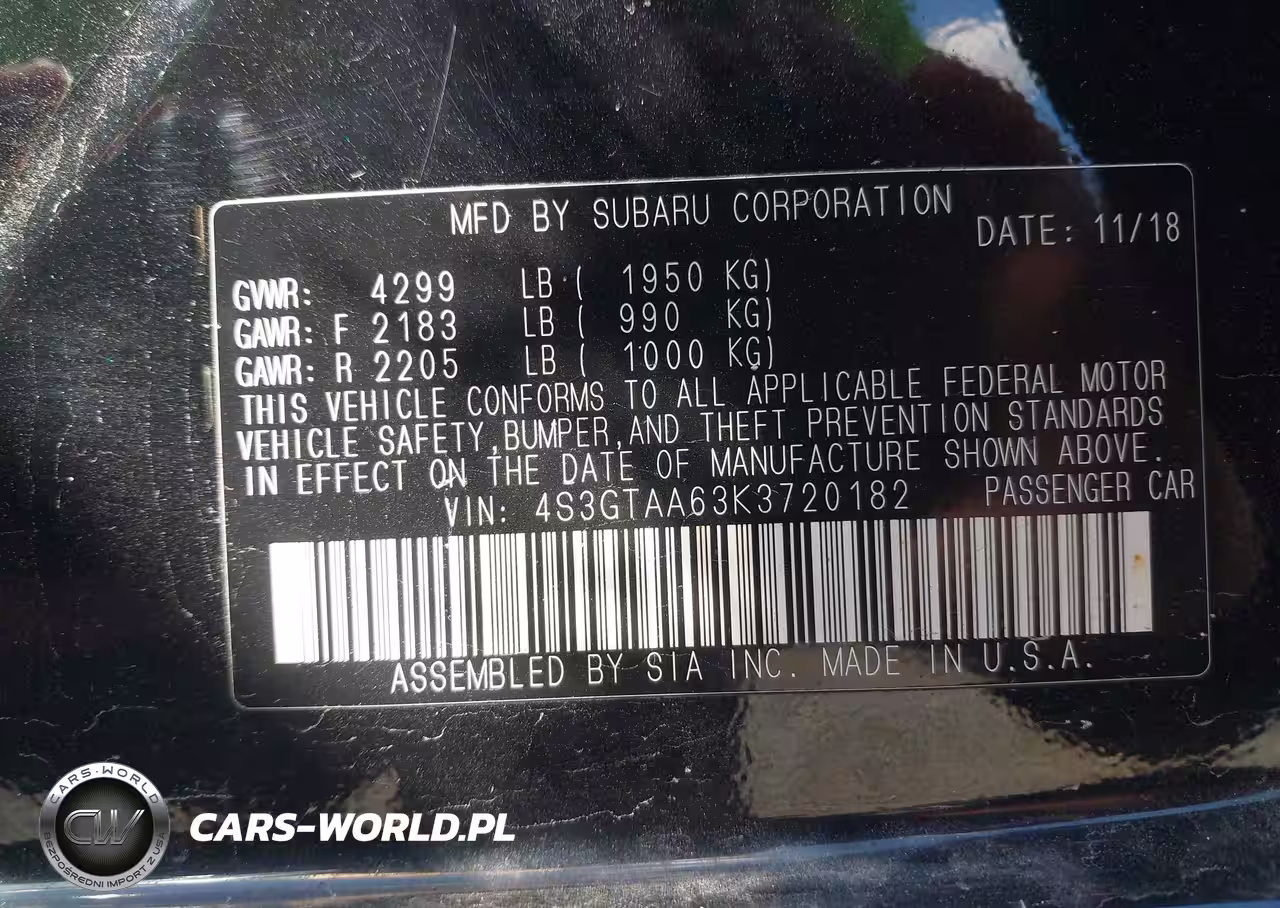 MFD BY SUBARU CORPORATION
DATE: 11/18
GVWR: 4299 LB ( 1950 KG)
GAWR: F 2183 LB ( 990 KG)
GAWR: R 2205 LB ( 1000 KG)
THIS VEHICLE CONFORMS TO ALL APPLICABLE FEDERAL MOTOR
VEHICLE SAFETY,BUMPER,AND THEFT PREVENTION STANDARDS
IN EFFECT ON THE DATE OF MANUFACTURE SHOWN ABOVE.
VIN: 4S3GTAA63K3720182 PASSENGER CAR
ASSEMBLED BY SIA INC. MADE IN U.S.A.
CARS-WORLD
CW
BEZPOŚREDNI IMPORT Z USA
CARS-WORLD.PL